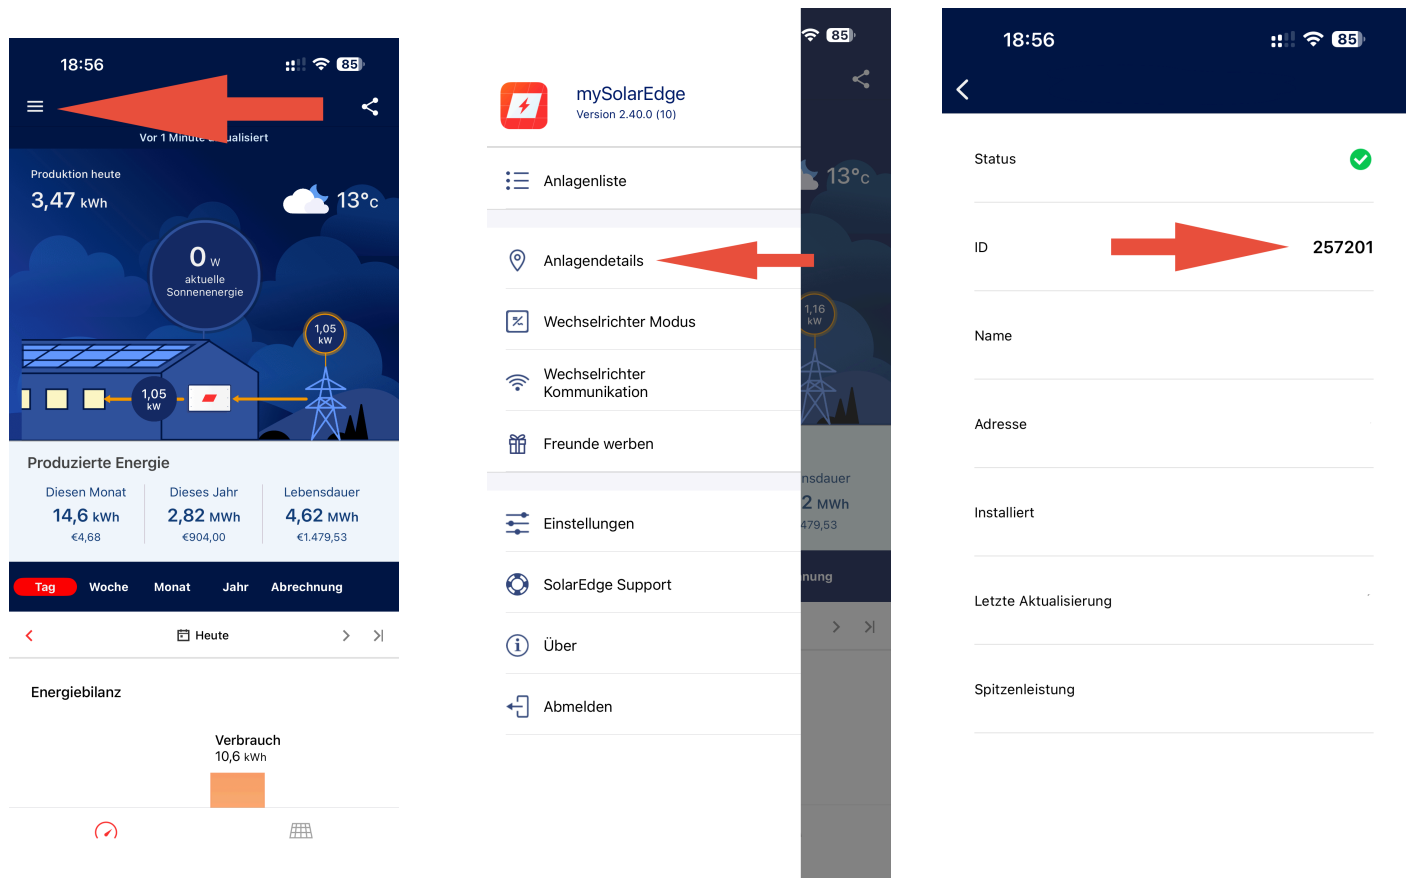 18:56
85
Vor 1 Minute
ualisiert
Produktion heute
3,47 kWh
13°C
0 W
aktuelle
Sonnenenergie
1,05
kW
1,05
kW
Produzierte Energie
Diesen Monat
14,6 kWh
€4,68
Dieses Jahr
2,82 MWh
€904,00
Lebensdauer
4,62 MWh
€1.479,53
Tag Woche Monat Jahr Abrechnung
Heute
Energiebilanz
Verbrauch
10,6 kWh
mySolarEdge
Version 2.40.0 (10)
Anlagenliste
Anlagendetails
Wechselrichter Modus
Wechselrichter
Kommunikation
Freunde werben
Einstellungen
SolarEdge Support
Über
Abmelden
85
13°C
1,16
kW
nsdauer
2 MWh
479,53
nung
18:56
85
Status
ID 257201
Name
Adresse
Installiert
Letzte Aktualisierung
Spitzenleistung